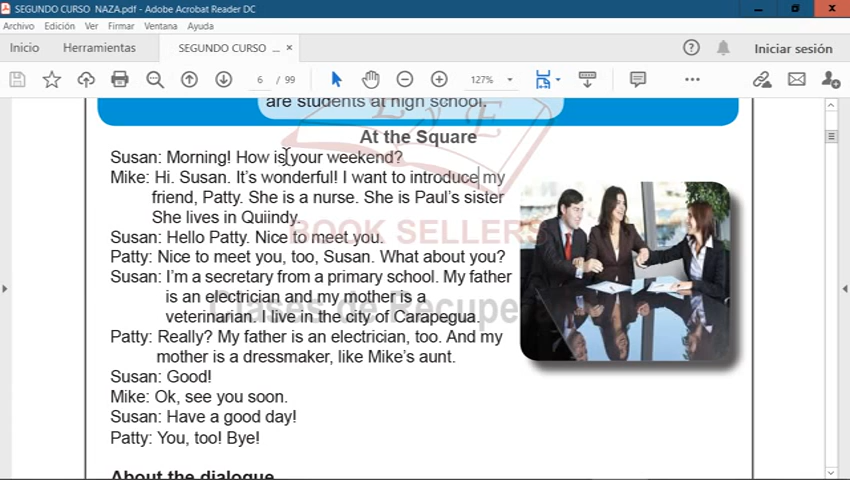 SEGUNDO CURSO NAZA.pdf - Adobe Acrobat Reader DC
Archivo Edición Ver Firmar Ventana Ayuda
Inicio Herramientas SEGUNDO CURSO ... × ? Iniciar sesión
6 / 99 127%
are students at high school.
L y E
At the Square
Susan: Morning! How is your weekend?
Mike: Hi. Susan. It's wonderful! I want to introduce my
friend, Patty. She is a nurse. She is Paul's sister
She lives in Quiindy.
BOOK SELLERS
Susan: Hello Patty. Nice to meet you.
Patty: Nice to meet you, too, Susan. What about you?
Susan: I'm a secretary from a primary school. My father
is an electrician and my mother is a
Clases de Recupera
veterinarian. I live in the city of Carapegua.
Patty: Really? My father is an electrician, too. And my
mother is a dressmaker, like Mike's aunt.
Susan: Good!
Mike: Ok, see you soon.
Susan: Have a good day!
Patty: You, too! Bye!
About the dialogue